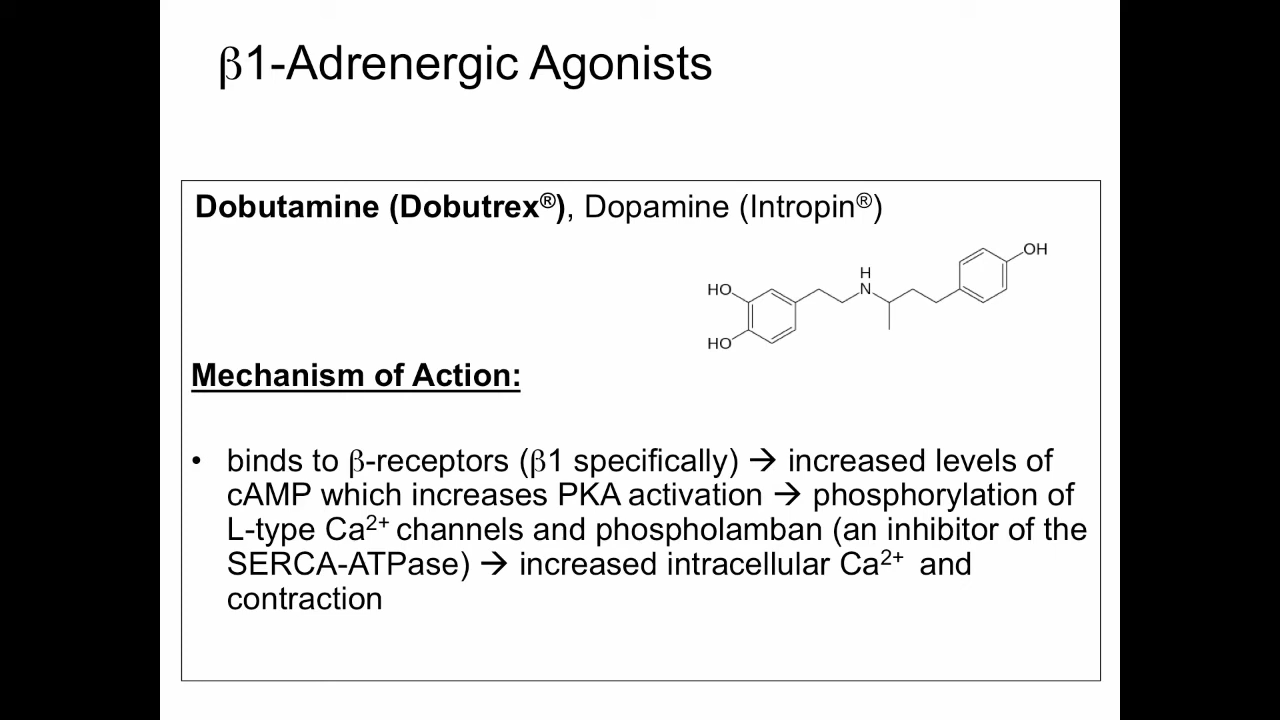 β1-Adrenergic Agonists
Dobutamine (Dobutrex®), Dopamine (Intropin®)
OH
H
N
HO
HO
Mechanism of Action:
• binds to β-receptors (β1 specifically) → increased levels of
cAMP which increases PKA activation → phosphorylation of
L-type Ca²⁺ channels and phospholamban (an inhibitor of the
SERCA-ATPase) → increased intracellular Ca²⁺ and
contraction